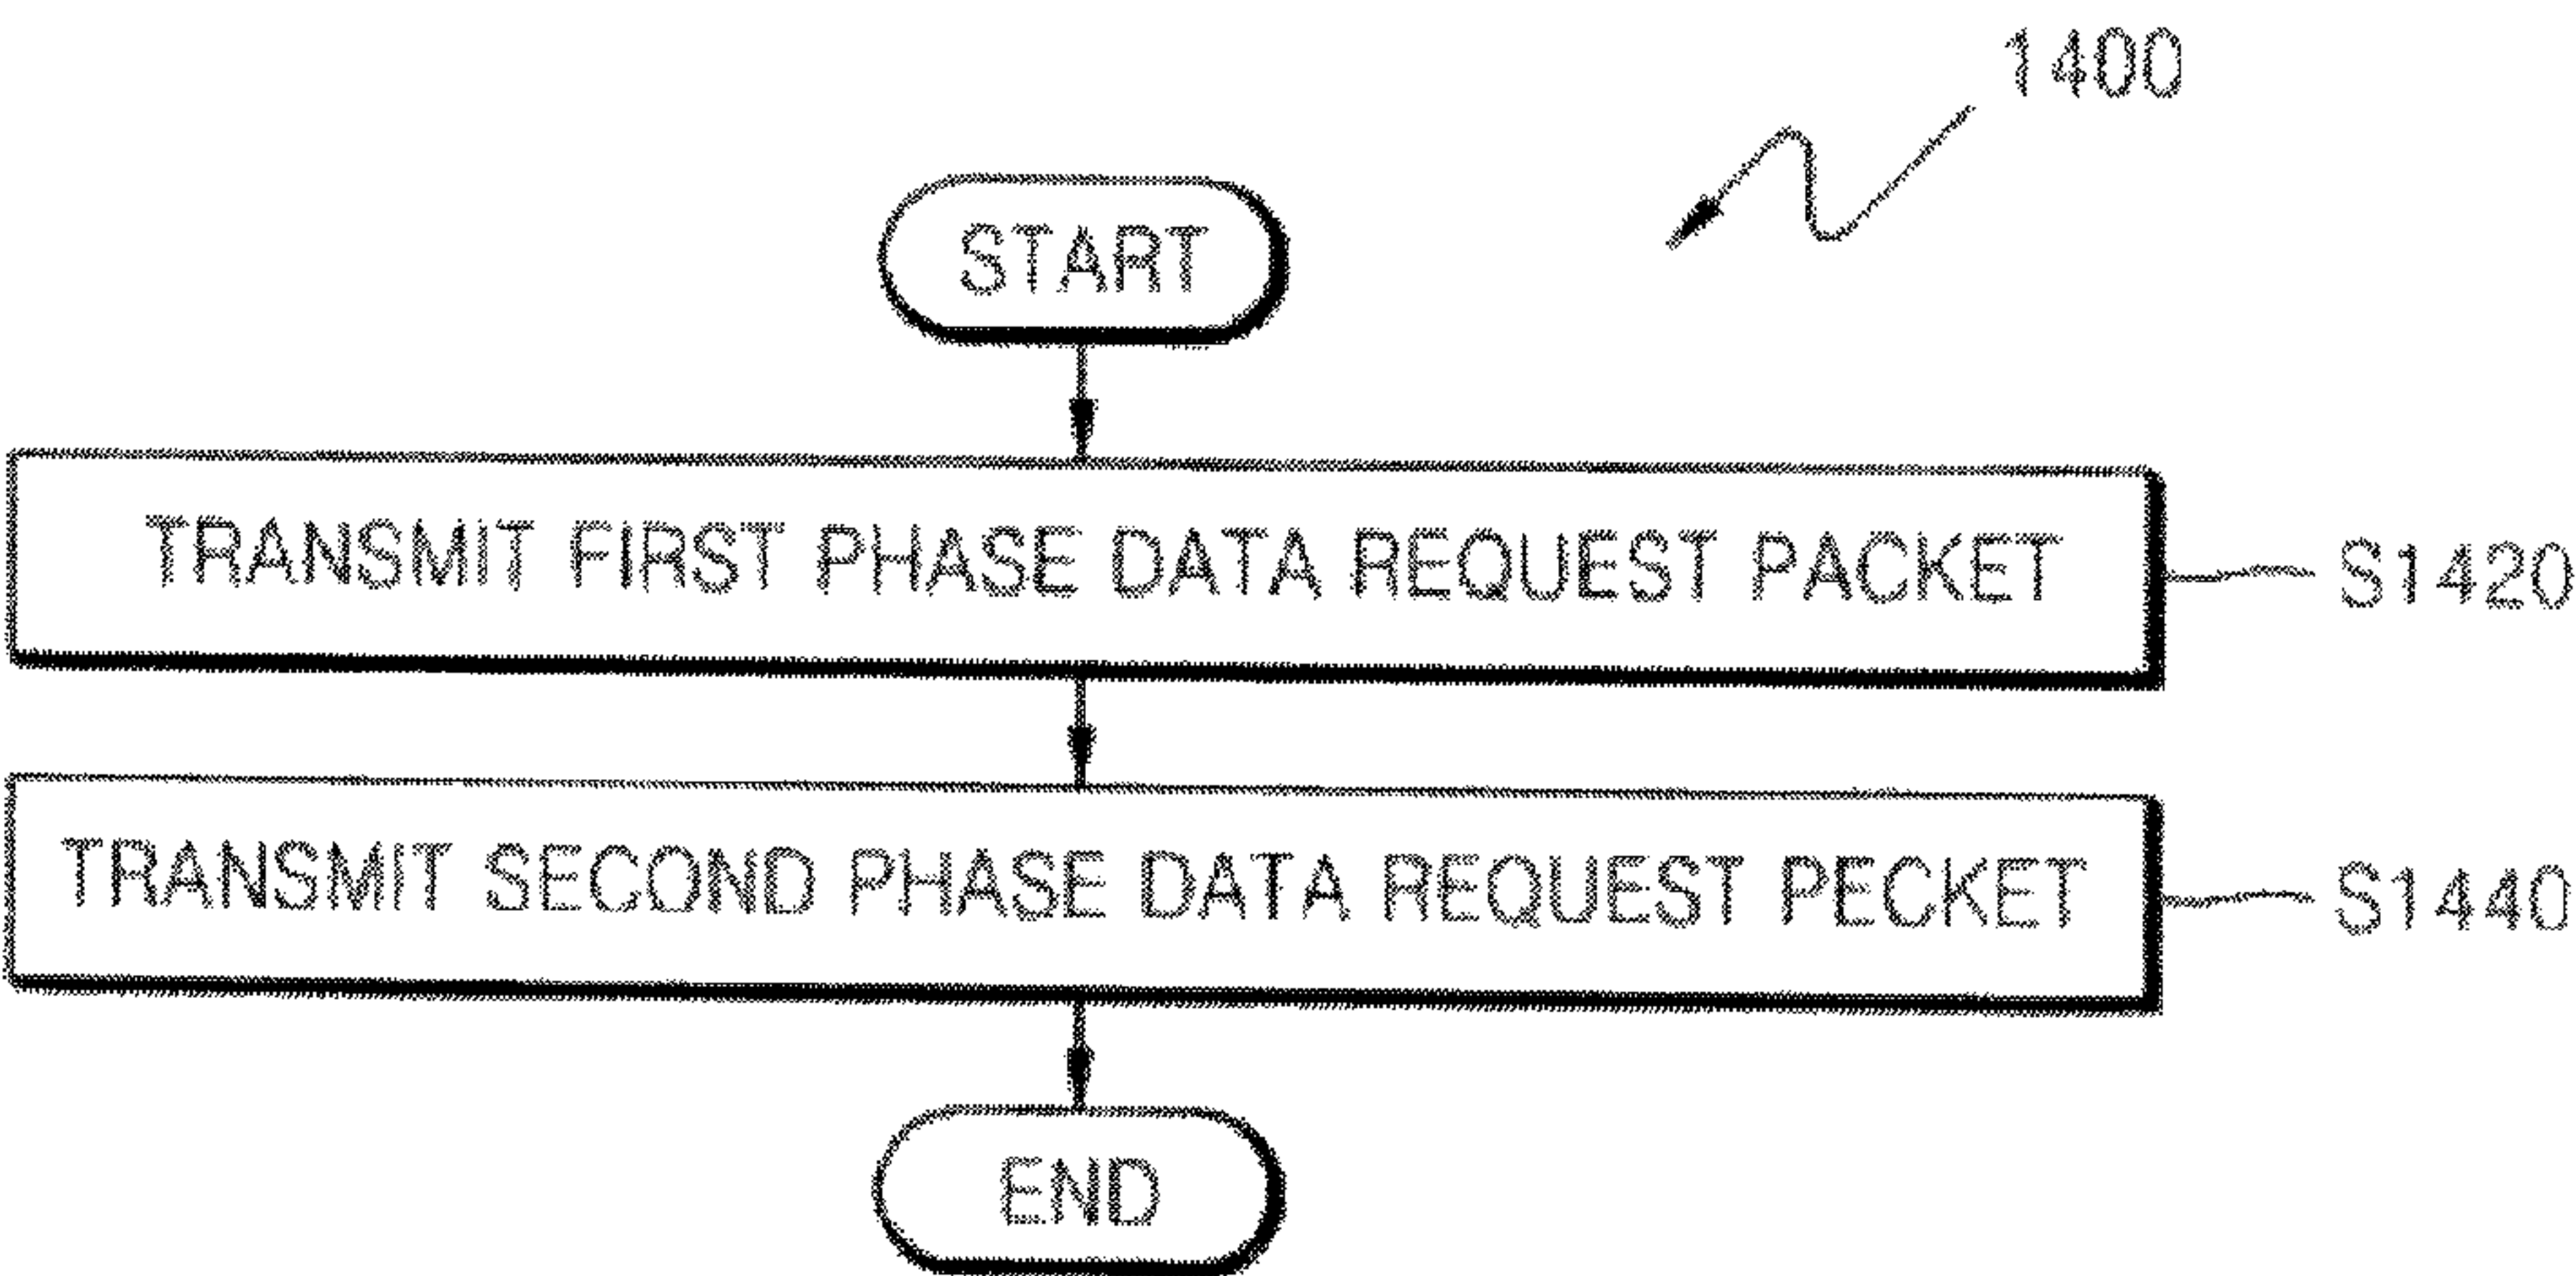 1400
START
TRANSMIT FIRST PHASE DATA REQUEST PACKET
S1420
TRANSMIT SECOND PHASE DATA REQUEST PECKET
S1440
END